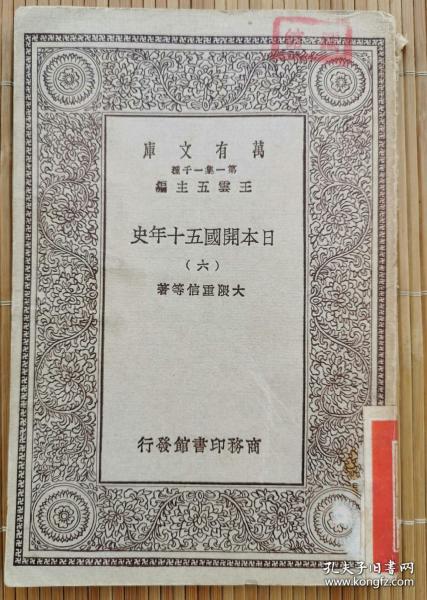 萬有文庫
第一集一千種
王雲五主編
日本開國五十年史
（六）
大隈重信等著
商務印書館發行
孔夫子旧书网
www.kongfz.com